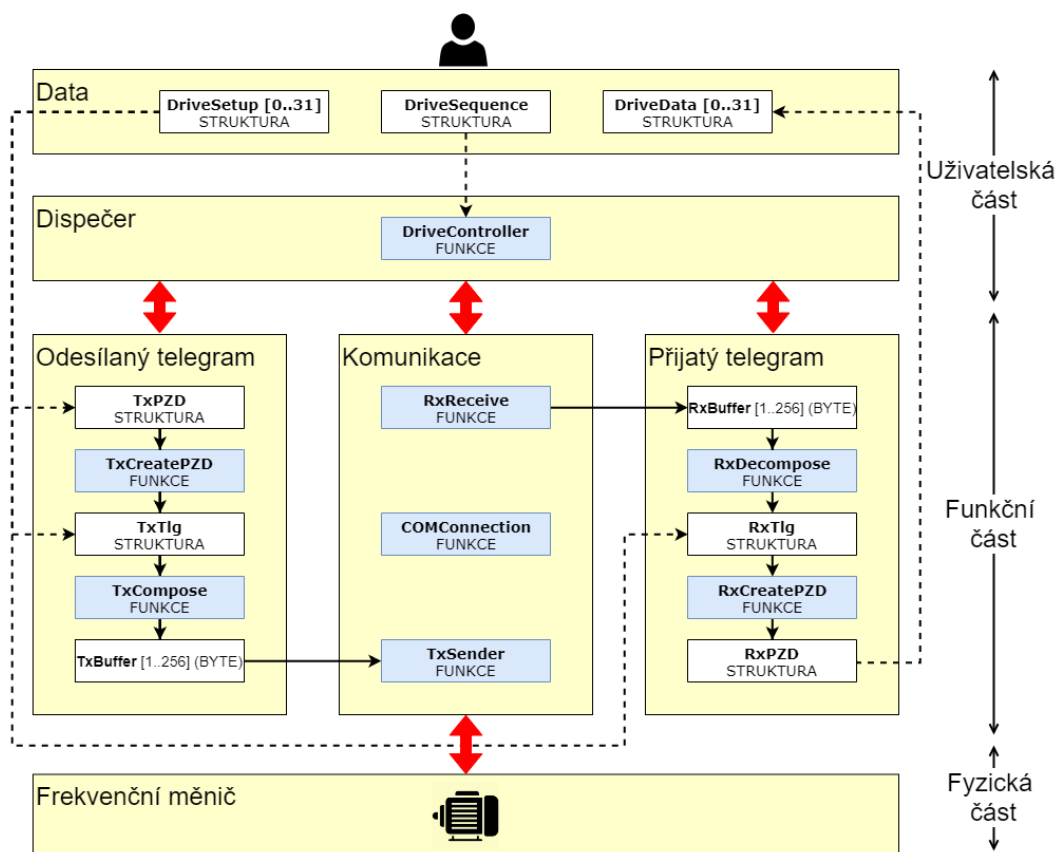 Data
DriveSetup [0..31]
STRUKTURA
DriveSequence
STRUKTURA
DriveData [0..31]
STRUKTURA
Uživatelská
část
Dispečer
DriveController
FUNKCE
Odesílaný telegram
TxPZD
STRUKTURA
TxCreatePZD
FUNKCE
TxTlg
STRUKTURA
TxCompose
FUNKCE
TxBuffer [1..256] (BYTE)
Komunikace
RxReceive
FUNKCE
COMConnection
FUNKCE
TxSender
FUNKCE
Přijatý telegram
RxBuffer [1..256] (BYTE)
RxDecompose
FUNKCE
RxTlg
STRUKTURA
RxCreatePZD
FUNKCE
RxPZD
STRUKTURA
Funkční
část
Frekvenční měnič
Fyzická
část